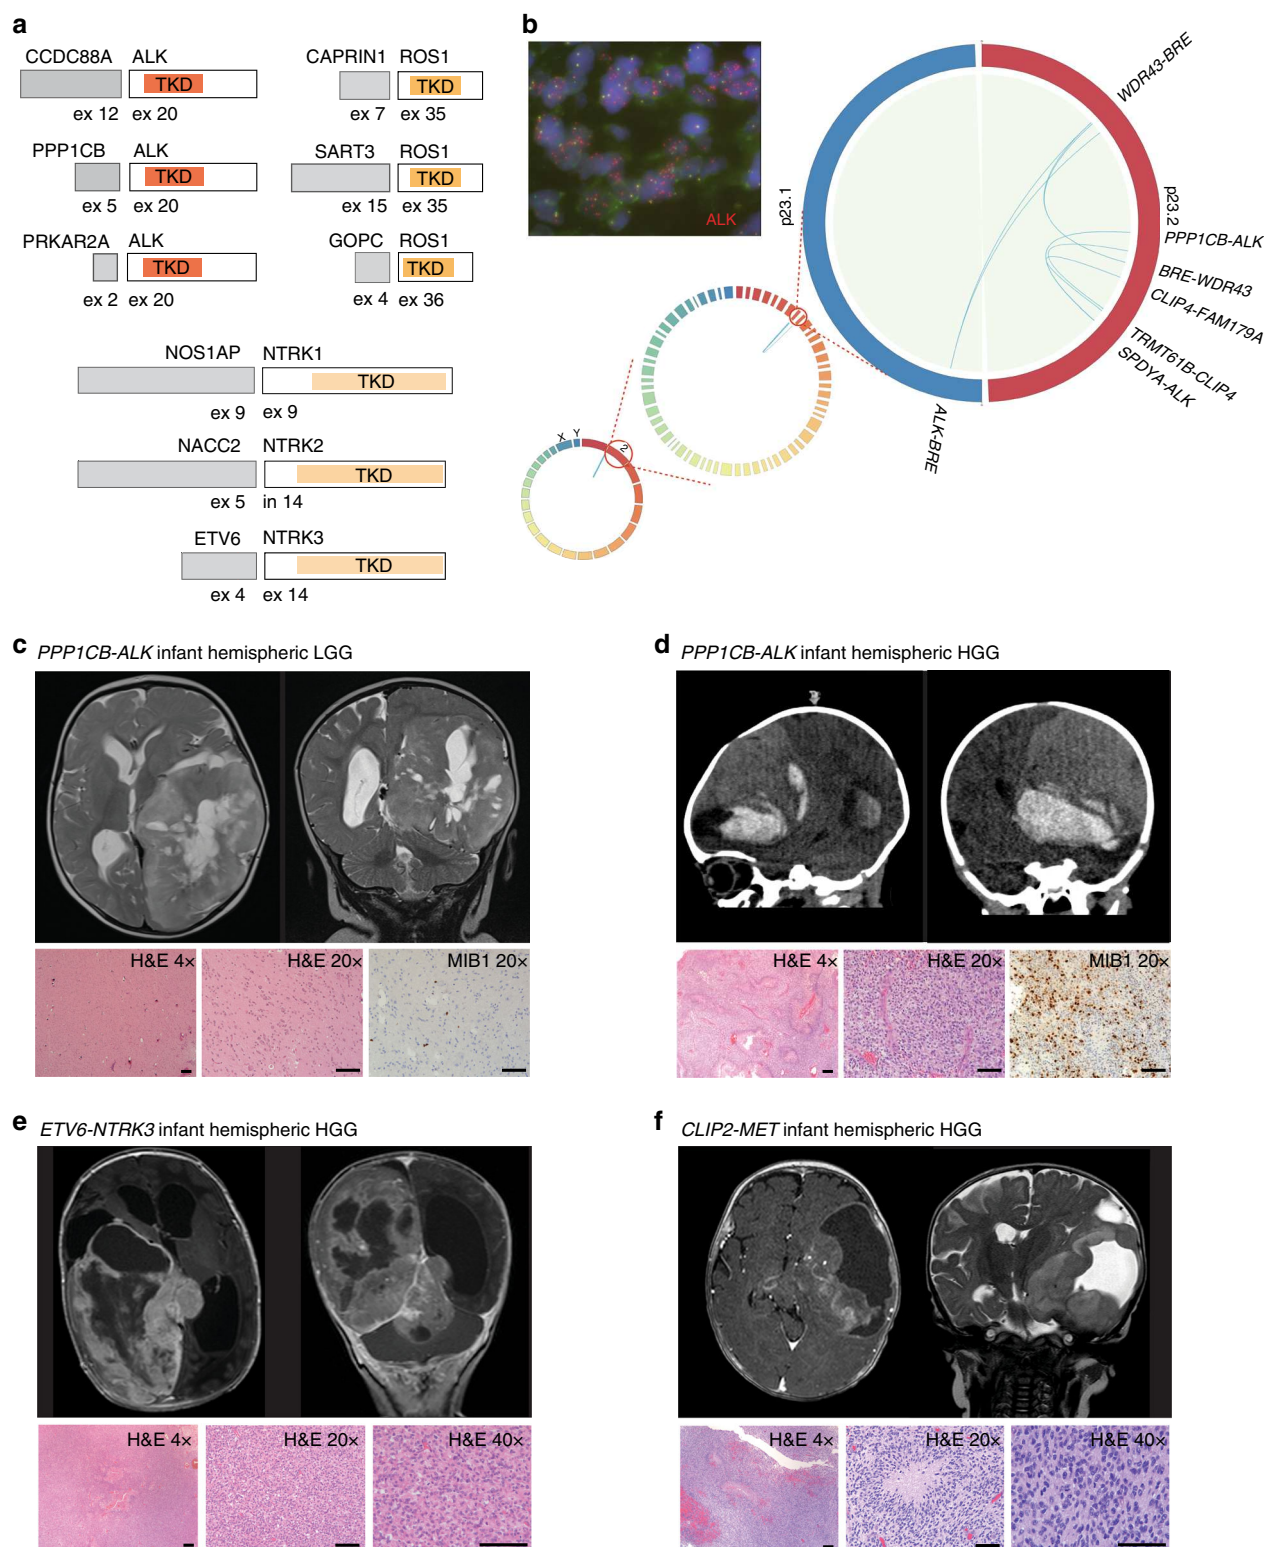 a
CCDC88A ALK
TKD
ex 12 ex 20
PPP1CB ALK
TKD
ex 5 ex 20
PRKAR2A ALK
TKD
ex 2 ex 20
CAPRIN1 ROS1
TKD
ex 7 ex 35
SART3 ROS1
TKD
ex 15 ex 35
GOPC ROS1
TKD
ex 4 ex 36
NOS1AP NTRK1
TKD
ex 9 ex 9
NACC2 NTRK2
TKD
ex 5 in 14
ETV6 NTRK3
TKD
ex 4 ex 14
b
ALK
X Y
2
p23.1
p23.2
WDR43-BRE
PPP1CB-ALK
BRE-WDR43
CLIP4-FAM179A
TRMT61B-CLIP4
SPDYA-ALK
ALK-BRE
c PPP1CB-ALK infant hemispheric LGG
H&E 4× H&E 20× MIB1 20×
d PPP1CB-ALK infant hemispheric HGG
H&E 4× H&E 20× MIB1 20×
e ETV6-NTRK3 infant hemispheric HGG
H&E 4× H&E 20× H&E 40×
f CLIP2-MET infant hemispheric HGG
H&E 4× H&E 20× H&E 40×